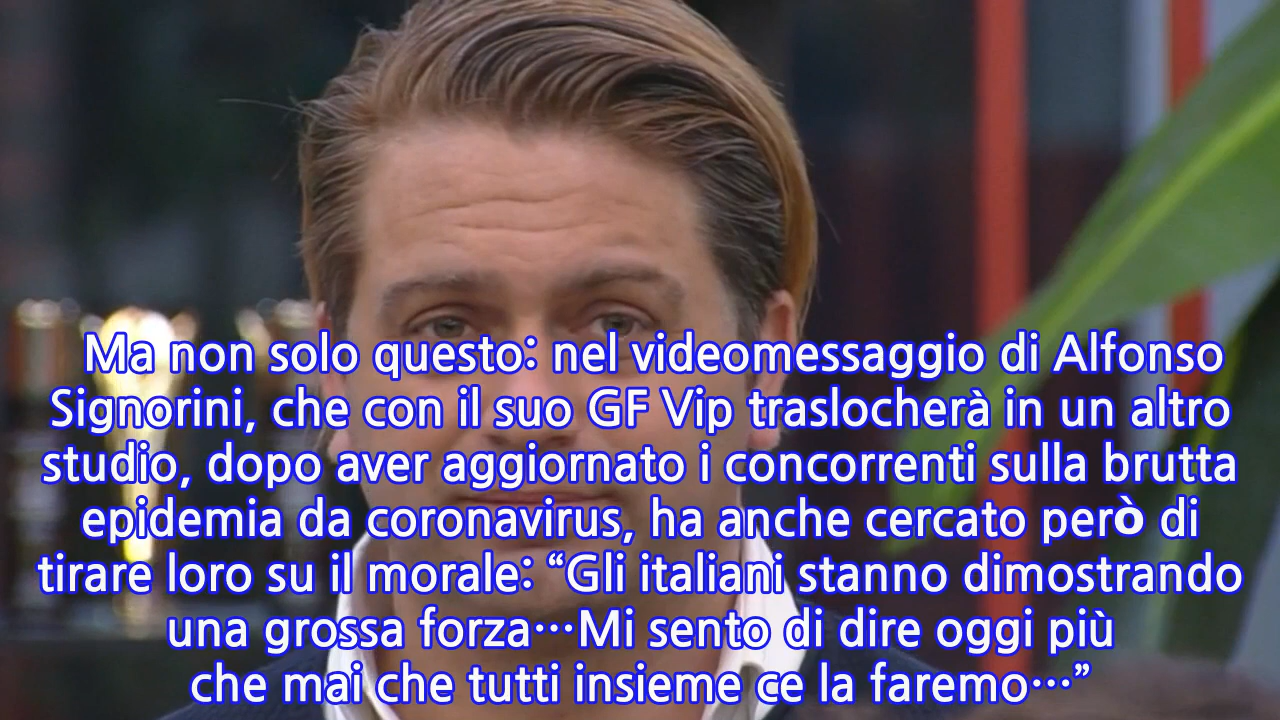 Ma non solo questo: nel videomessaggio di Alfonso
Signorini, che con il suo GF Vip traslocherà in un altro
studio, dopo aver aggiornato i concorrenti sulla brutta
epidemia da coronavirus, ha anche cercato però di
tirare loro su il morale: “Gli italiani stanno dimostrando
una grossa forza…Mi sento di dire oggi più
che mai che tutti insieme ce la faremo…”